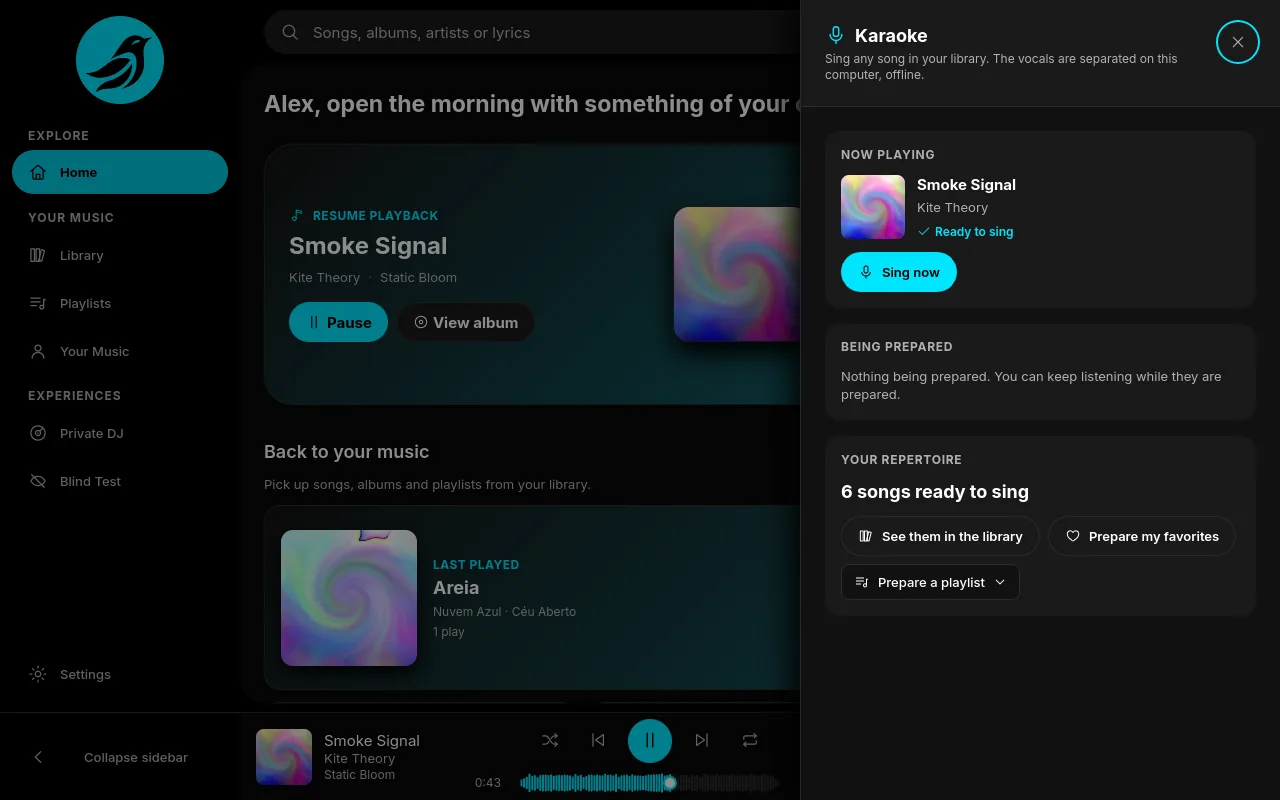 EXPLORE
Home
YOUR MUSIC
Library
Playlists
Your Music
EXPERIENCES
Private DJ
Blind Test
Settings
Collapse sidebar
Songs, albums, artists or lyrics
Alex, open the morning with something of your
RESUME PLAYBACK
Smoke Signal
Kite Theory · Static Bloom
Pause
View album
Back to your music
Pick up songs, albums and playlists from your library.
LAST PLAYED
Areia
Nuvem Azul · Céu Aberto
1 play
Smoke Signal
Kite Theory
Static Bloom
0:43
Karaoke
Sing any song in your library. The vocals are separated on this
computer, offline.
NOW PLAYING
Smoke Signal
Kite Theory
Ready to sing
Sing now
BEING PREPARED
Nothing being prepared. You can keep listening while they are
prepared.
YOUR REPERTOIRE
6 songs ready to sing
See them in the library
Prepare my favorites
Prepare a playlist